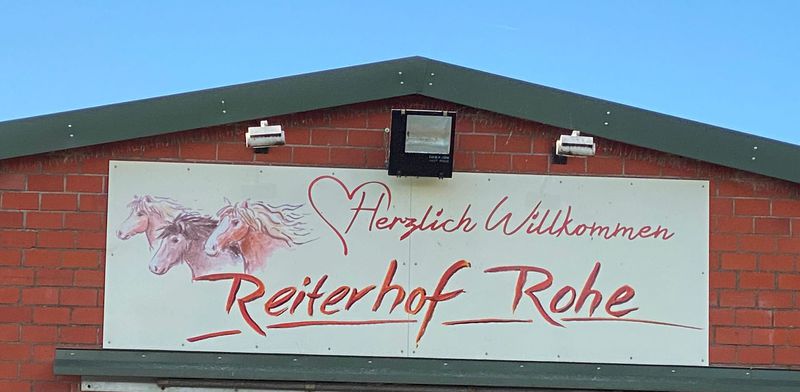 Herzlich Willkommen
Reiterhof Rohe